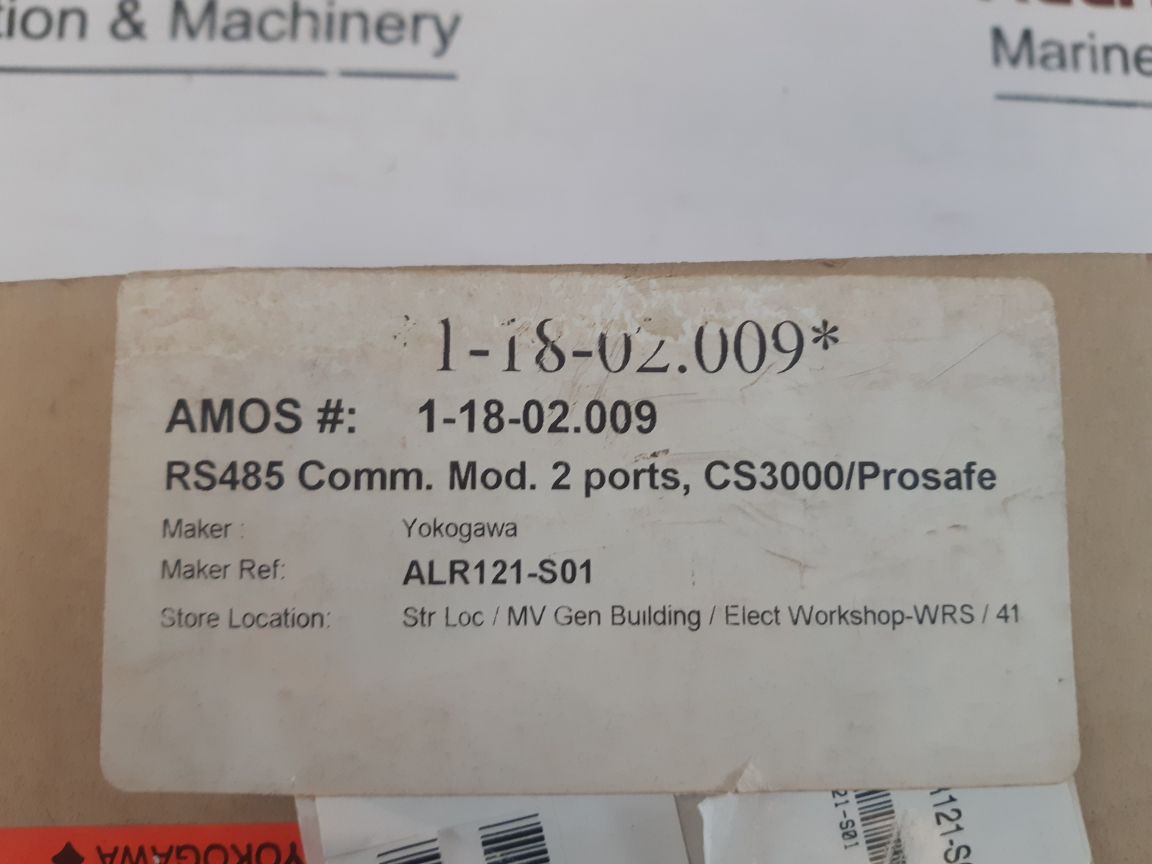 & Machinery
Marine
1-18-02.009*
AMOS #: 1-18-02.009
RS485 Comm. Mod. 2 ports, CS3000/Prosafe
Maker : Yokogawa
Maker Ref: ALR121-S01
Store Location: Str Loc / MV Gen Building / Elect Workshop-WRS / 41
YOKOGAWA